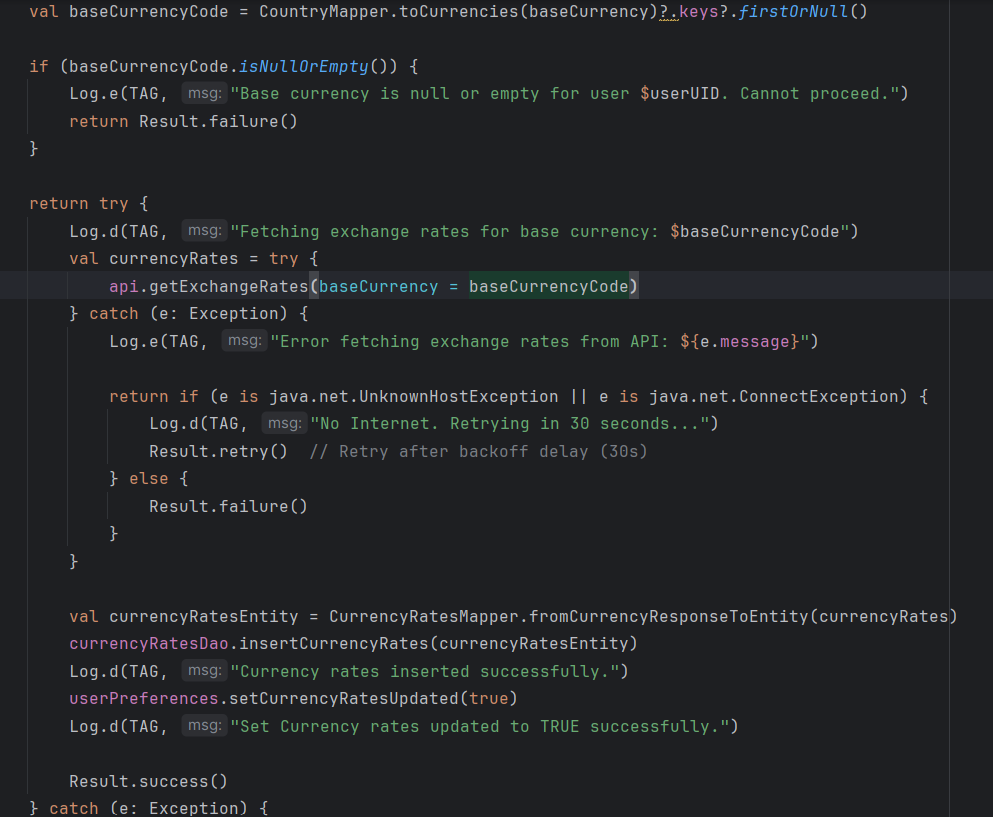 val baseCurrencyCode = CountryMapper.toCurrencies(baseCurrency)?.keys?.firstOrNull()
if (baseCurrencyCode.isNullOrEmpty()) {
Log.e(TAG, msg: "Base currency is null or empty for user $userUID. Cannot proceed.")
return Result.failure()
}
return try {
Log.d(TAG, msg: "Fetching exchange rates for base currency: $baseCurrencyCode")
val currencyRates = try {
api.getExchangeRates(baseCurrency = baseCurrencyCode)
} catch (e: Exception) {
Log.e(TAG, msg: "Error fetching exchange rates from API: ${e.message}")
return if (e is java.net.UnknownHostException || e is java.net.ConnectException) {
Log.d(TAG, msg: "No Internet. Retrying in 30 seconds...")
Result.retry() // Retry after backoff delay (30s)
} else {
Result.failure()
}
}
val currencyRatesEntity = CurrencyRatesMapper.fromCurrencyResponseToEntity(currencyRates)
currencyRatesDao.insertCurrencyRates(currencyRatesEntity)
Log.d(TAG, msg: "Currency rates inserted successfully.")
userPreferences.setCurrencyRatesUpdated(true)
Log.d(TAG, msg: "Set Currency rates updated to TRUE successfully.")
Result.success()
} catch (e: Exception) {